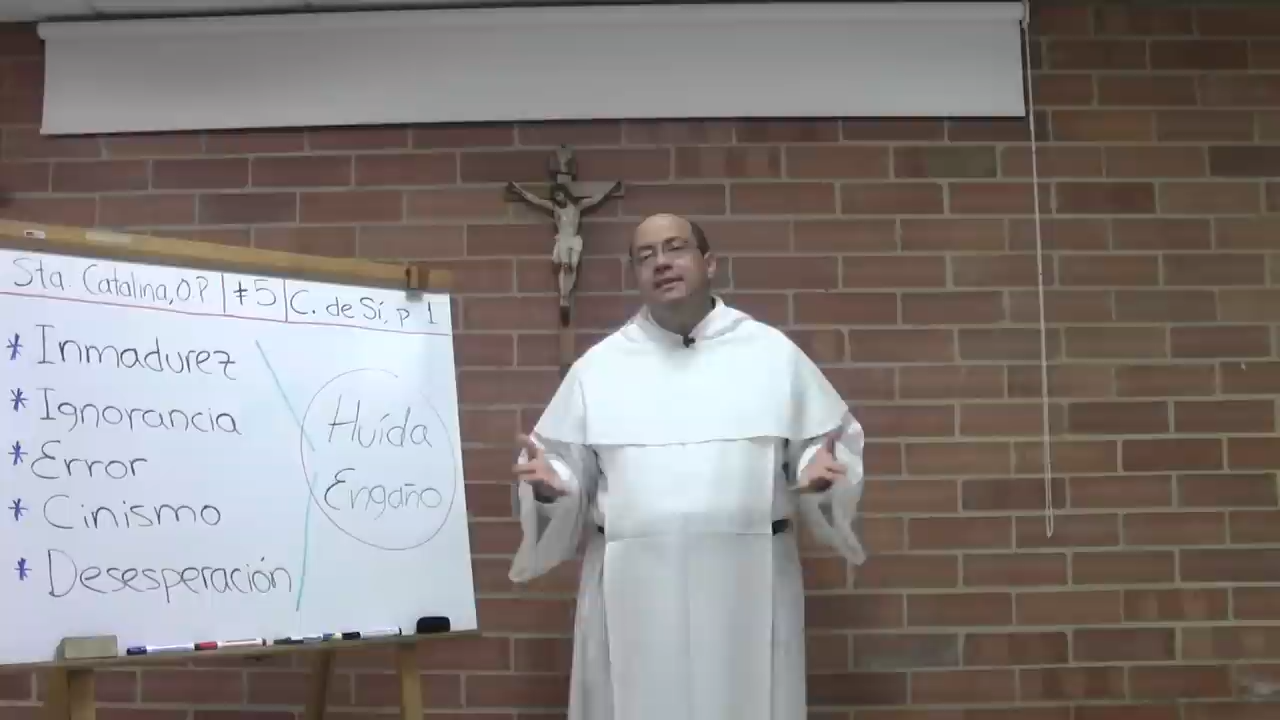 Sta. Catalina, O.P | #5 | C. de Sí, p 1
* Inmadurez
* Ignorancia
* Error
* Cinismo
* Desesperación
Huída
Engaño